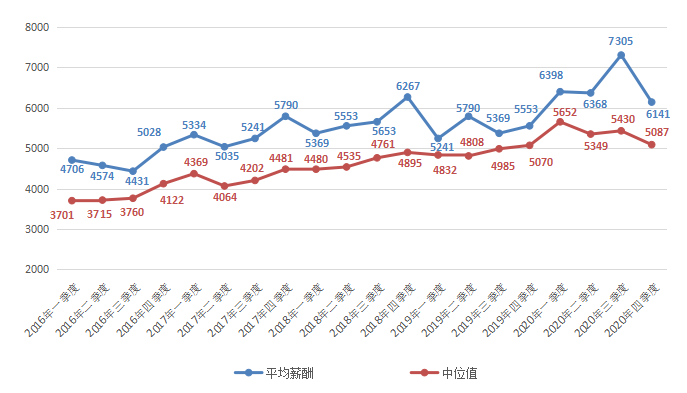 8000
7000
6000
5000
4000
3000
2000
4706
4574
4431
5028
5334
5035
5241
5790
5369
5553
5653
6267
5241
5790
5369
5553
6398
6368
7305
6141
3701
3715
3760
4122
4369
4064
4202
4481
4480
4535
4761
4895
4832
4808
4985
5070
5652
5349
5430
5087
2016年一季度
2016年二季度
2016年三季度
2016年四季度
2017年一季度
2017年二季度
2017年三季度
2017年四季度
2018年一季度
2018年二季度
2018年三季度
2018年四季度
2019年一季度
2019年二季度
2019年三季度
2019年四季度
2020年一季度
2020年二季度
2020年三季度
2020年四季度
平均薪酬
中位值